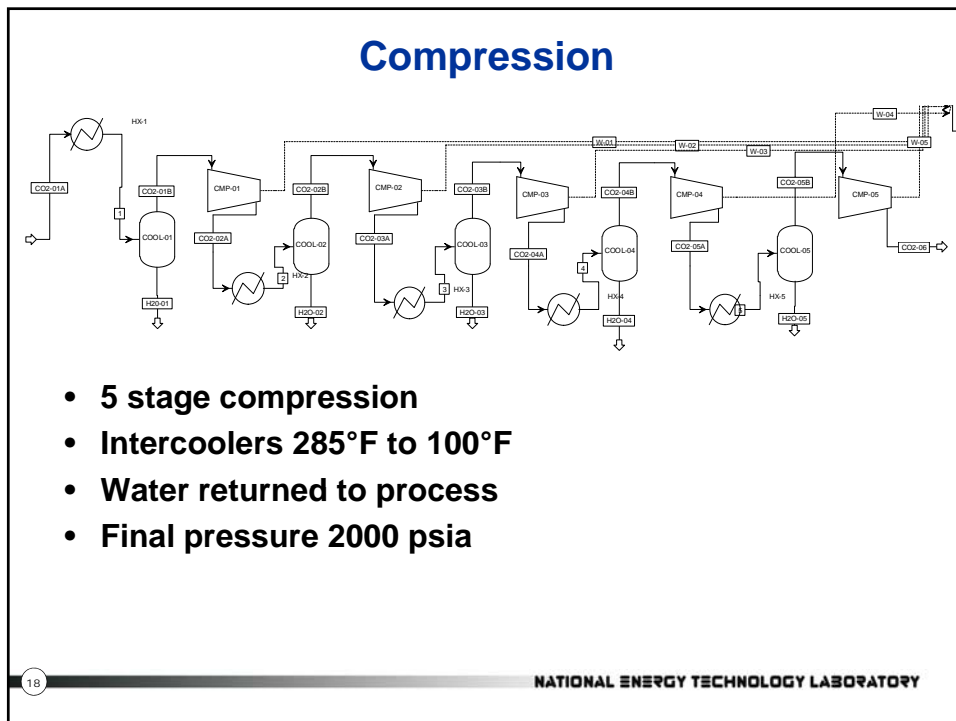 Compression
HX-1
W-04
W-01
W-02
W-05
W-03
CO2-01A
CO2-01B
CMP-01
CO2-02B
CMP-02
CO2-03B
CMP-03
CO2-04B
CMP-04
CO2-05B
CMP-05
1
COOL-01
CO2-02A
COOL-02
CO2-03A
COOL-03
CO2-04A
COOL-04
CO2-05A
COOL-05
CO2-06
2
HX-2
3
HX-3
4
HX-4
5
HX-5
H20-01
H2O-02
H2O-03
H2O-04
H2O-05
• 5 stage compression
• Intercoolers 285°F to 100°F
• Water returned to process
• Final pressure 2000 psia
18
NATIONAL ENERGY TECHNOLOGY LABORATORY